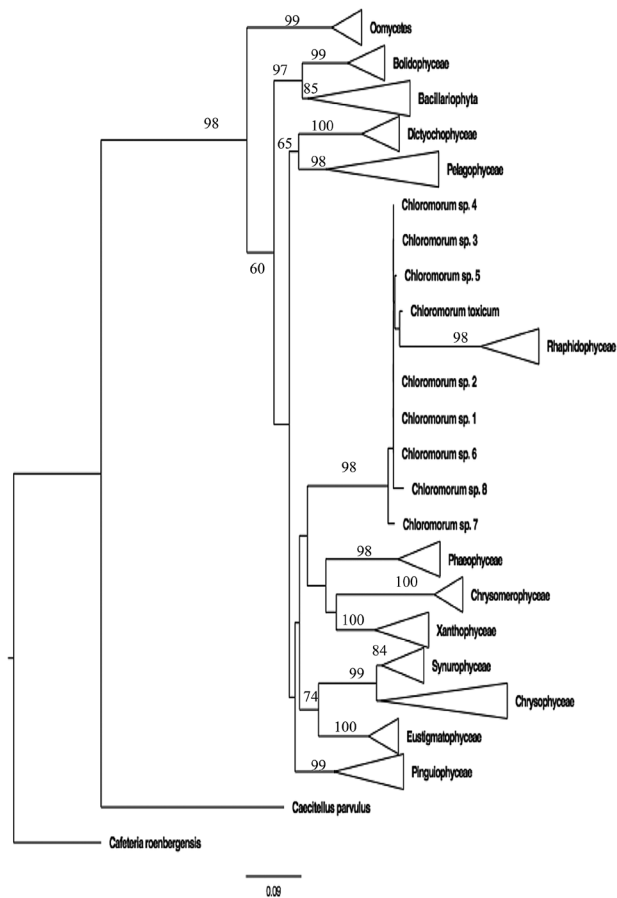 99
Oomycetes
99
Bolidophyceae
97
85
Bacillariophyta
98
100
Dictyochophyceae
65
98
Pelagophyceae
Chloromorum sp. 4
Chloromorum sp. 3
60
Chloromorum sp. 5
Chloromorum toxicum
98
Rhaphidophyceae
Chloromorum sp. 2
Chloromorum sp. 1
Chloromorum sp. 6
98
Chloromorum sp. 8
Chloromorum sp. 7
98
Phaeophyceae
100
Chrysomerophyceae
100
Xanthophyceae
84
Synurophyceae
99
74
Chrysophyceae
100
Eustigmatophyceae
99
Pinguiophyceae
Caecitellus parvulus
Cafeteria roenbergensis
0.09